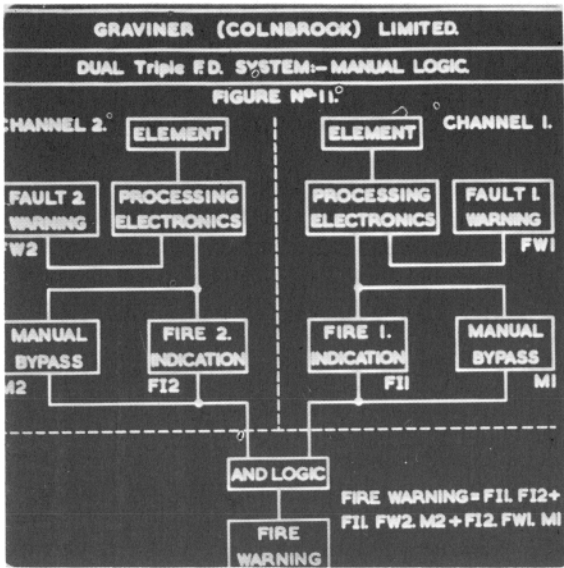 GRAVINER (COLNBROOK) LIMITED.
DUAL Triple F.D. SYSTEM:- MANUAL LOGIC.
FIGURE No 11.
CHANNEL 2.
ELEMENT
ELEMENT
CHANNEL 1.
FAULT 2.
WARNING
FW2
PROCESSING
ELECTRONICS
PROCESSING
ELECTRONICS
FAULT 1.
WARNING
FW1
MANUAL
BYPASS
M2
FIRE 2.
INDICATION
FI2
FIRE 1.
INDICATION
FI1
MANUAL
BYPASS
M1
AND LOGIC
FIRE
WARNING
FIRE WARNING = FI1. FI2 +
FI1. FW2. M2 + FI2. FW1. M1